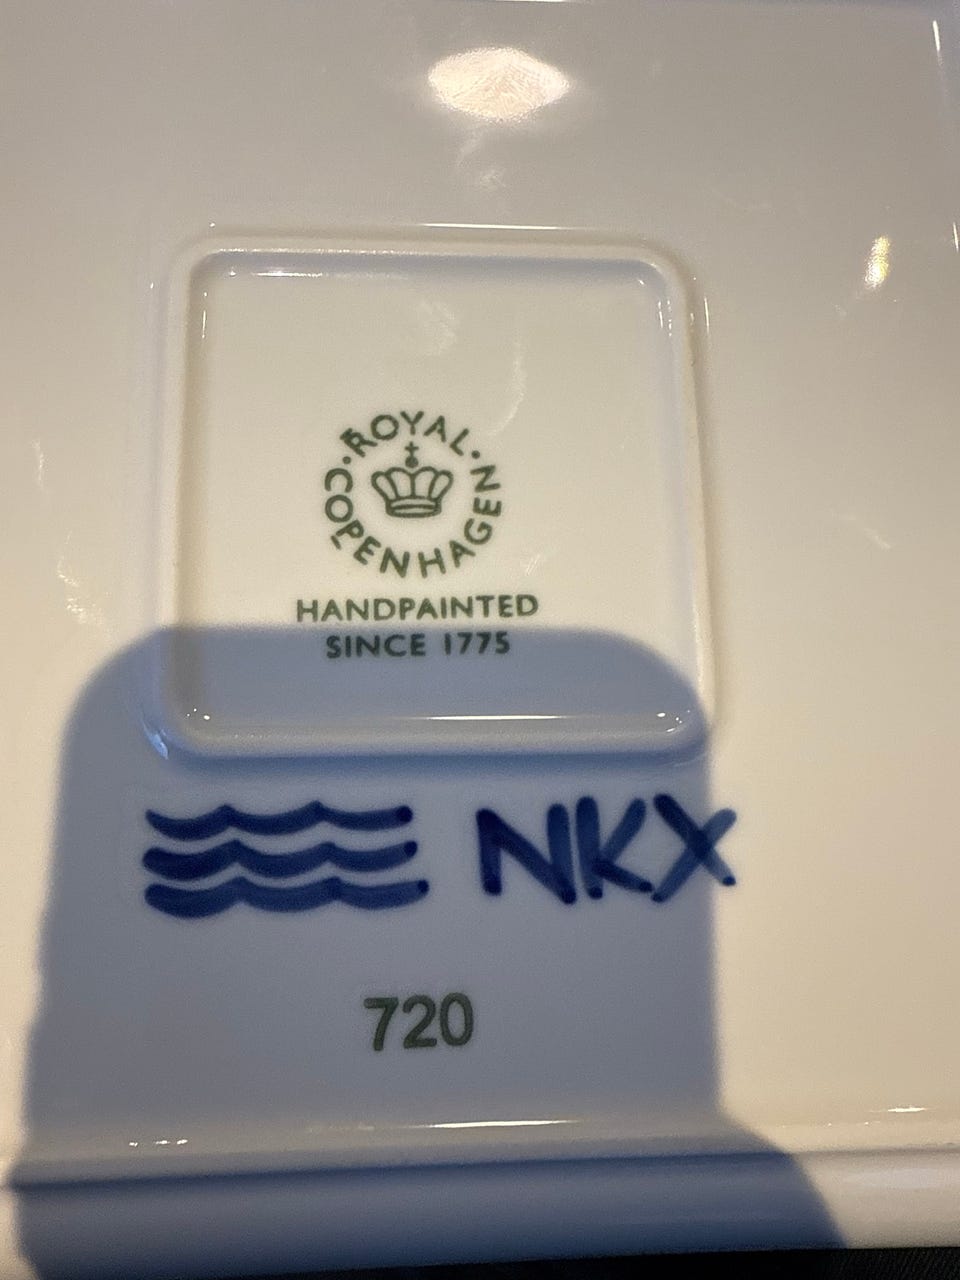 ROYAL · COPENHAGEN ·
HANDPAINTED
SINCE 1775
NKX
720